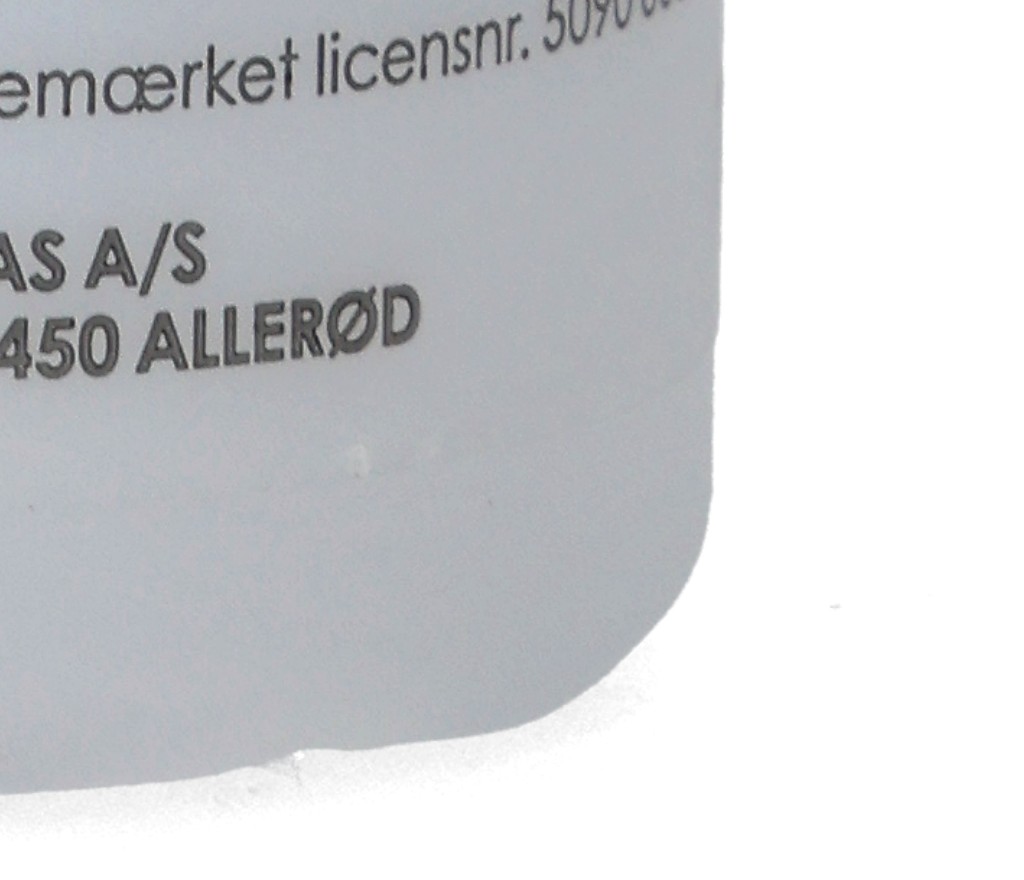 emærket licensnr. 5090
AS A/S
450 ALLERØD